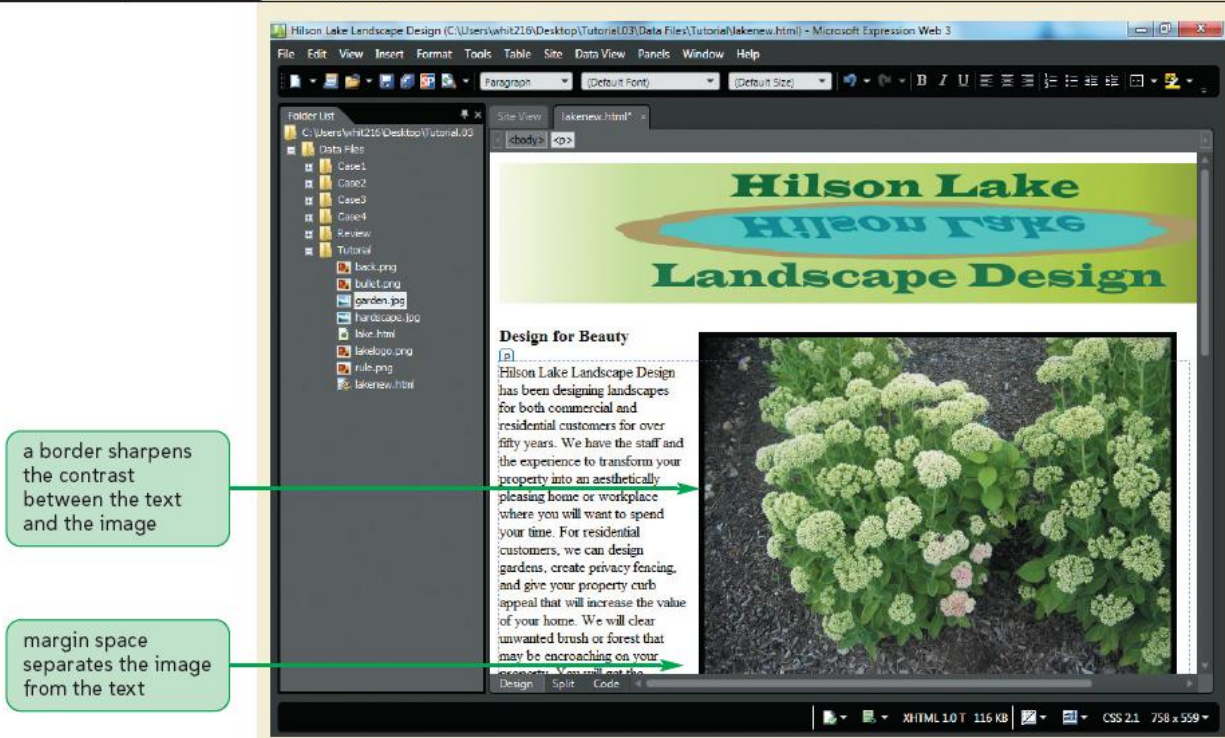 Hilson Lake Landscape Design (C:\Users\whit216\Desktop\Tutorial.03\Data Files\Tutorial\lakenew.html) - Microsoft Expression Web 3
File Edit View Insert Format Tools Table Site Data View Panels Window Help
Paragraph (Default Font) (Default Size) B I U
Folder List
C:\Users\whit216\Desktop\Tutorial.03
Data Files
Case1
Case2
Case3
Case4
Review
Tutorial
back.png
bullet.png
garden.jpg
hardscape.jpg
lake.html
lakelogo.png
rule.png
lakenew.html
Site View lakenew.html*
<body> <p>
Hilson Lake
Hilson Lake
Landscape Design
Design for Beauty
p
Hilson Lake Landscape Design
has been designing landscapes
for both commercial and
residential customers for over
fifty years. We have the staff and
the experience to transform your
property into an aesthetically
pleasing home or workplace
where you will want to spend
your time. For residential
customers, we can design
gardens, create privacy fencing,
and give your property curb
appeal that will increase the value
of your home. We will clear
unwanted brush or forest that
may be encroaching on your
property. You will get the
Design Split Code
XHTML 1.0 T 116 KB CSS 2.1 758 x 559
a border sharpens
the contrast
between the text
and the image
margin space
separates the image
from the text